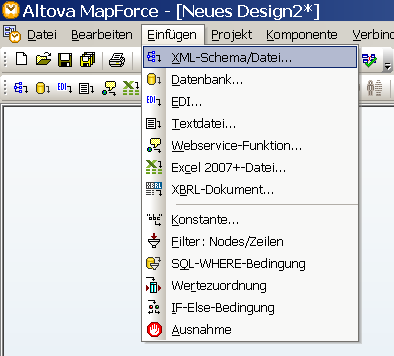 Altova MapForce - [Neues Design2*]
Datei Bearbeiten Einfügen Projekt Komponente
XML-Schema/Datei...
Datenbank...
EDI...
Textdatei...
Webservice-Funktion...
Excel 2007+-Datei...
XBRL-Dokument...
Konstante...
Filter: Nodes/Zeilen
SQL-WHERE-Bedingung
Wertezuordnung
IF-Else-Bedingung
Ausnahme